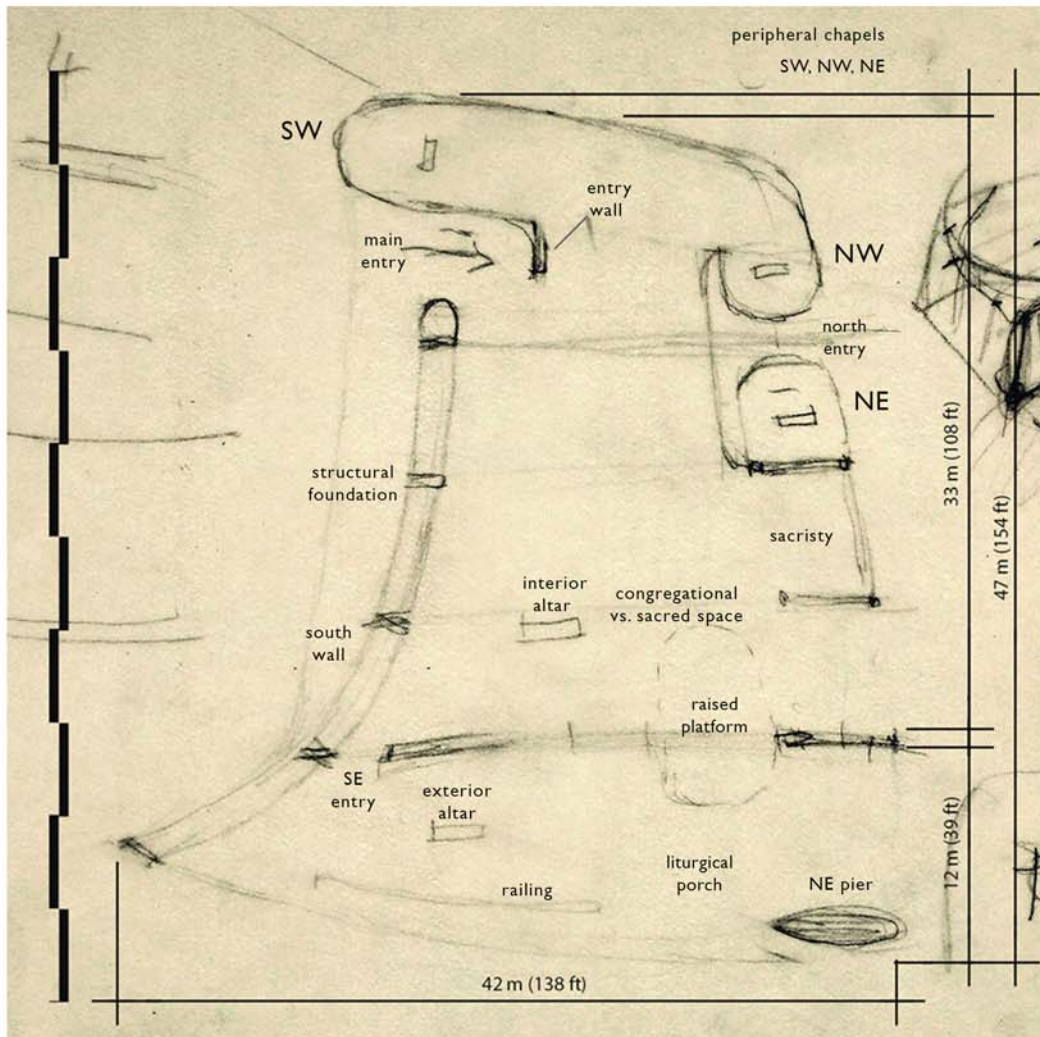 peripheral chapels
SW, NW, NE
4
SW
entry
wall
main
entry
NW
north
entry
NE
structural
foundation
33 m (108 ft)
47 m (154 ft)
sacristy
interior
altar
congregational
vs. sacred space
south
wall
raised
platform
SE
entry
exterior
altar
liturgical
porch
NE pier
railing
12 m (39 ft)
42 m (138 ft)